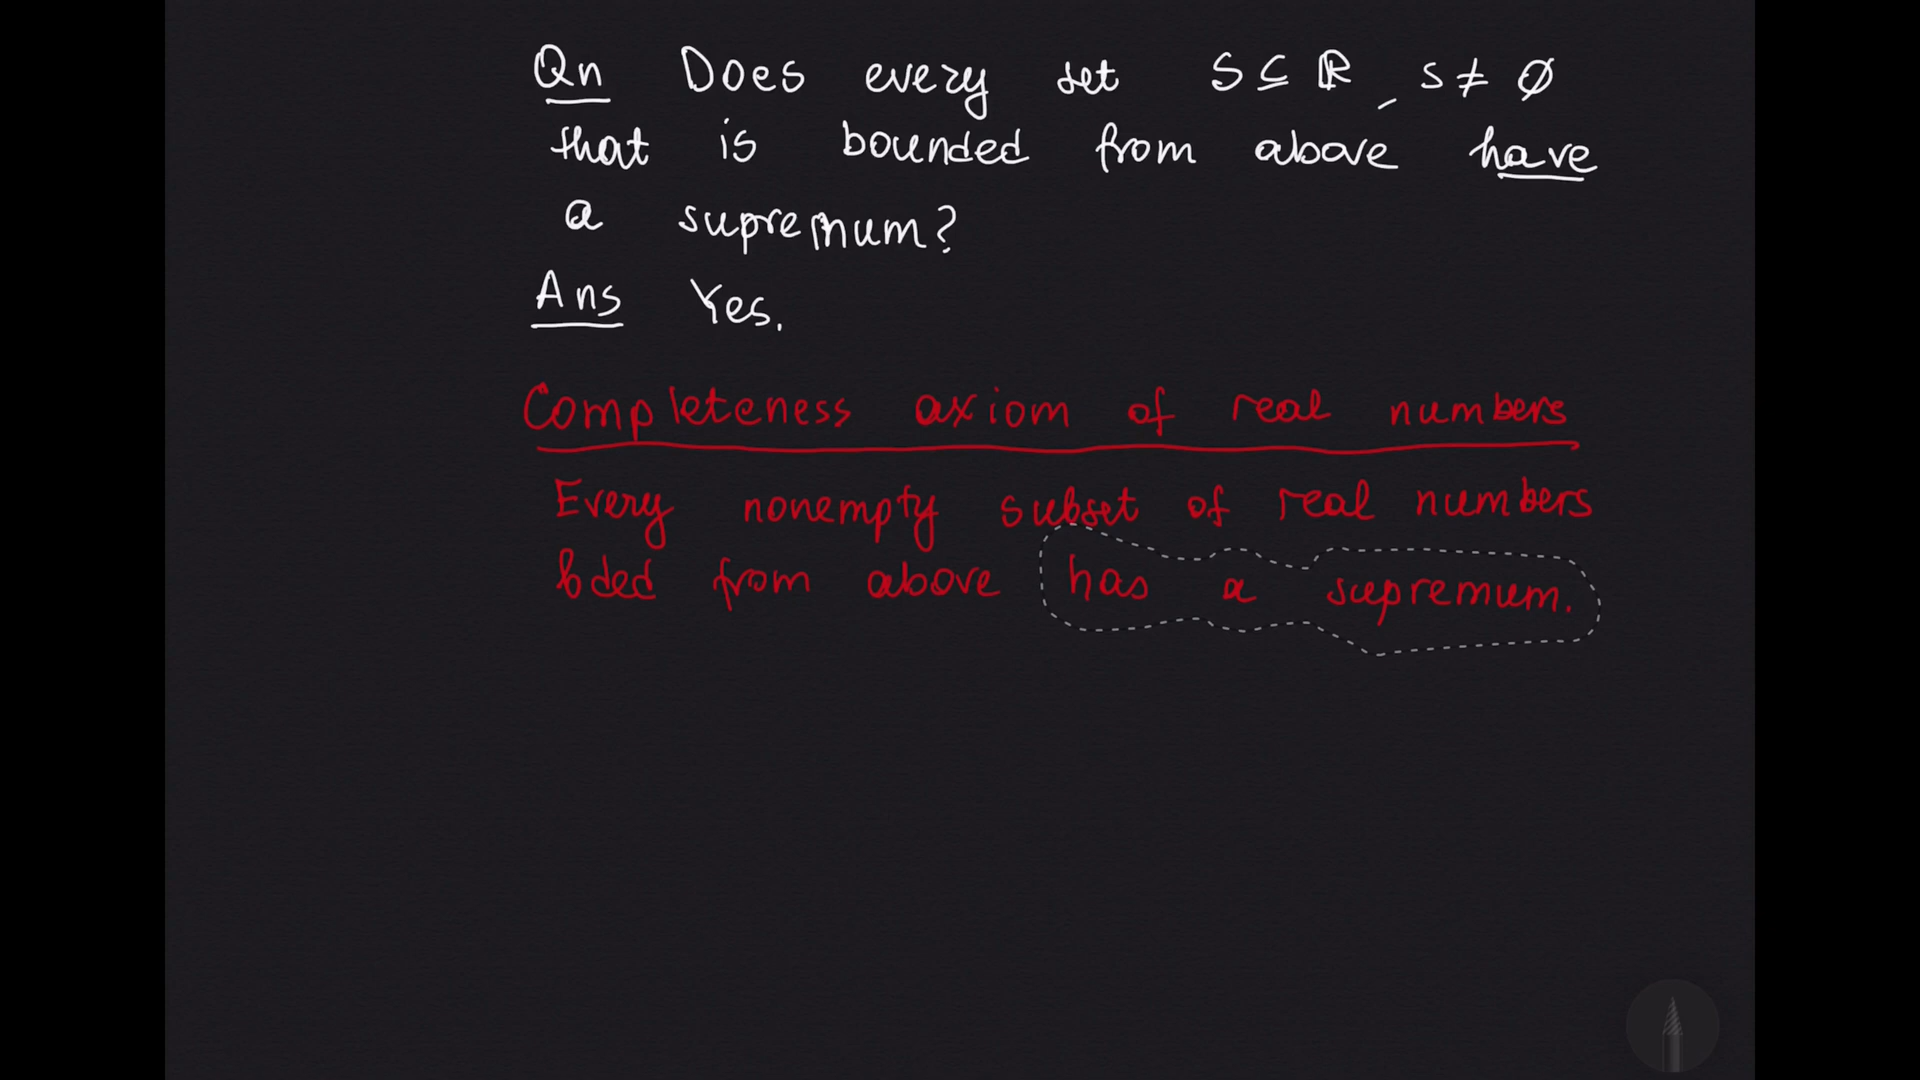 Qn Does every set S ⊆ ℝ, S ≠ ∅
that is bounded from above have
a supremum?
Ans Yes.
Completeness axiom of real numbers
Every nonempty subset of real numbers
bded from above has a supremum.